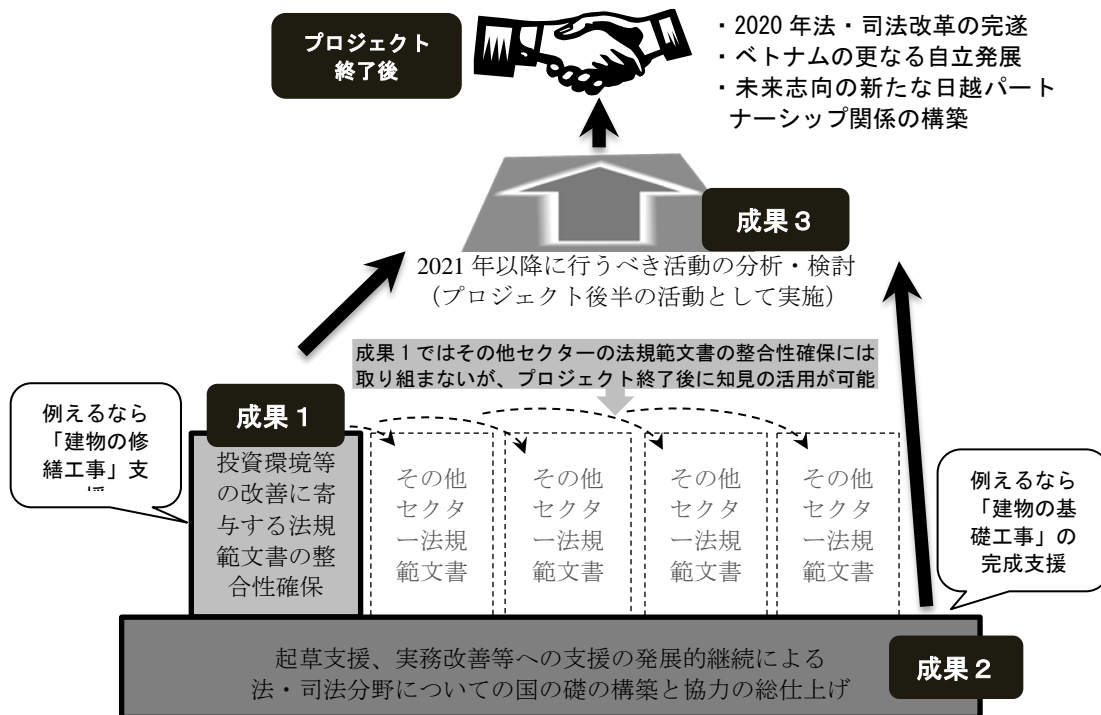 プロジェクト
終了後
・2020 年法・司法改革の完遂
・ベトナムの更なる自立発展
・未来志向の新たな日越パート
ナーシップ関係の構築
成果３
2021 年以降に行うべき活動の分析・検討
（プロジェクト後半の活動として実施）
成果１ではその他セクターの法規範文書の整合性確保には
取り組まないが、プロジェクト終了後に知見の活用が可能
例えるなら
「建物の修
繕工事」支
成果１
投資環境等
の改善に寄
与する法規
範文書の整
合性確保
その他
セクタ
ー法規
範文書
その他
セクタ
ー法規
範文書
その他
セクタ
ー法規
範文書
その他
セクタ
ー法規
範文書
例えるなら
「建物の基
礎工事」の
完成支援
起草支援、実務改善等への支援の発展的継続による
法・司法分野についての国の礎の構築と協力の総仕上げ
成果２